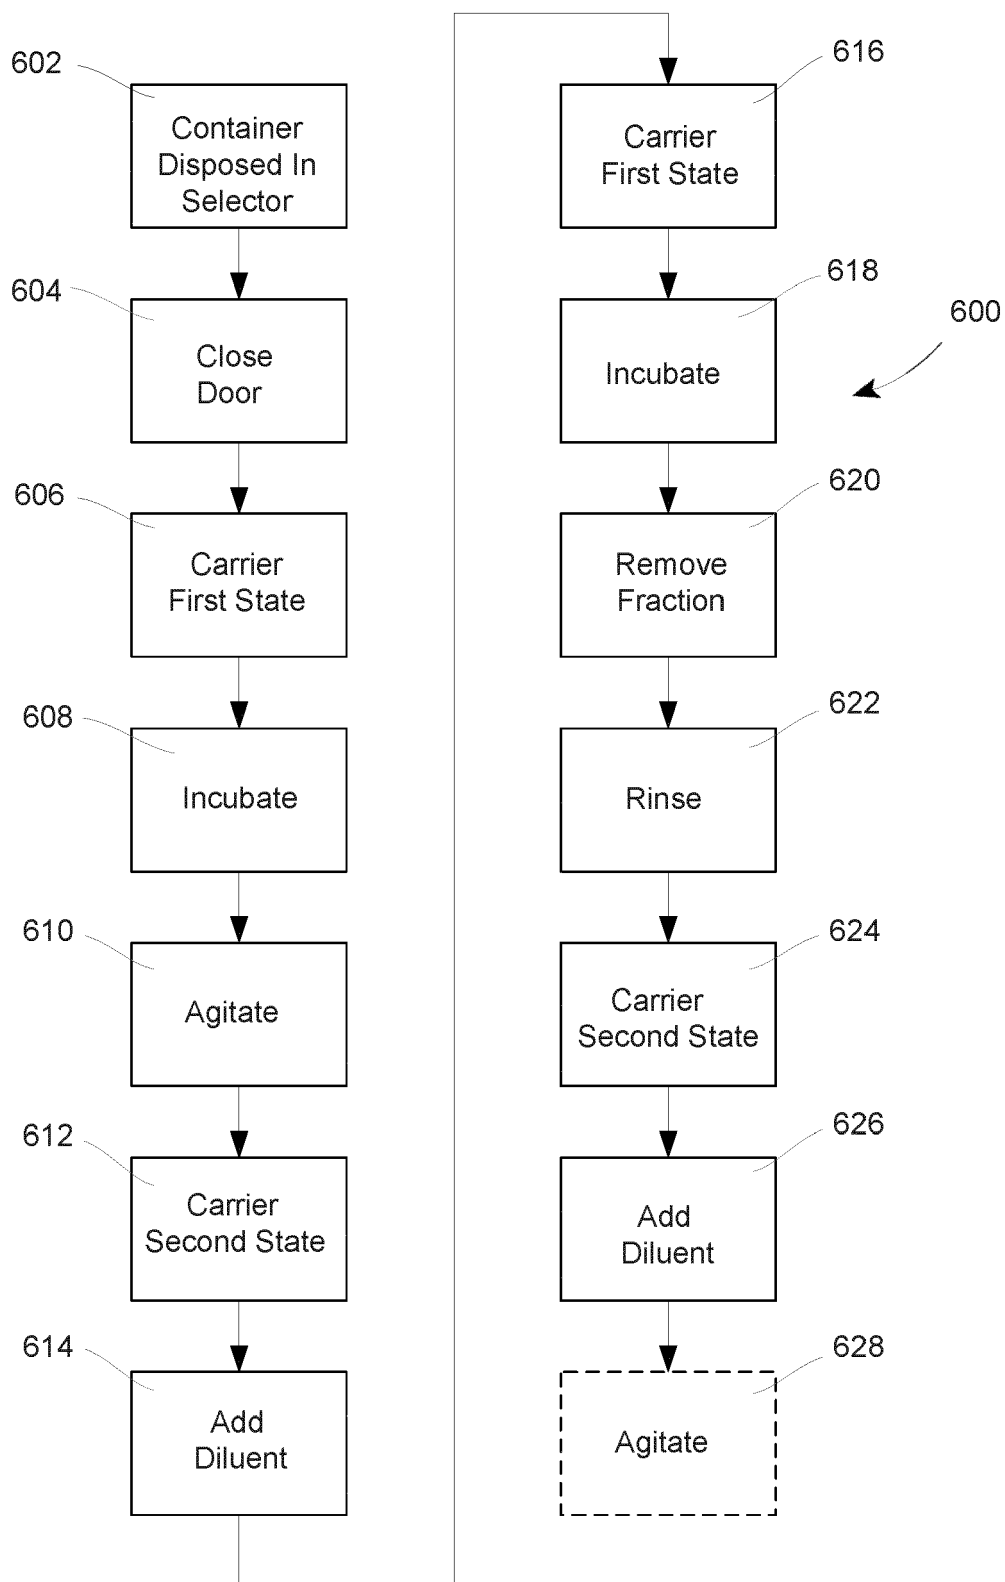 602
Container
Disposed In
Selector
604
Close
Door
606
Carrier
First State
608
Incubate
610
Agitate
612
Carrier
Second State
614
Add
Diluent
616
Carrier
First State
618
Incubate
600
620
Remove
Fraction
622
Rinse
624
Carrier
Second State
626
Add
Diluent
628
Agitate